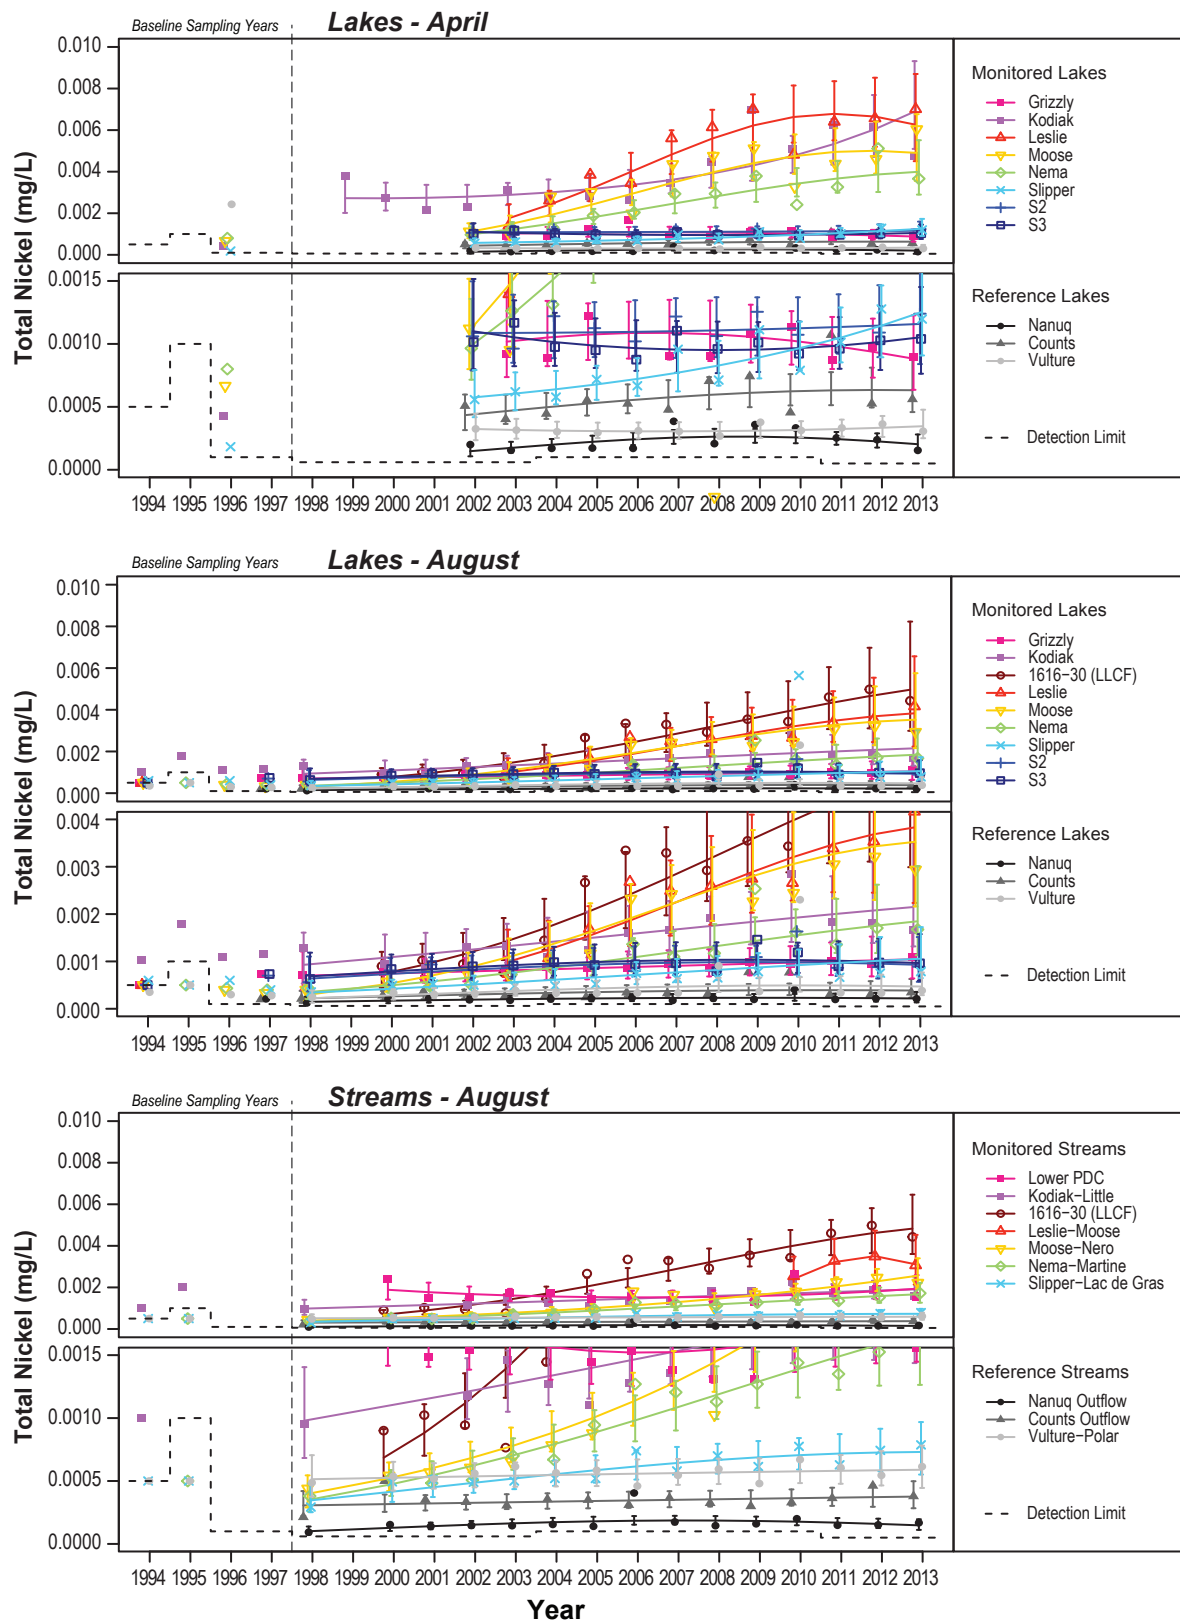 Baseline Sampling Years
Lakes - April
Total Nickel (mg/L)
0.010
0.008
0.006
0.004
0.002
0.000
0.0015
0.0010
0.0005
0.0000
1994 1995 1996 1997 1998 1999 2000 2001 2002 2003 2004 2005 2006 2007 2008 2009 2010 2011 2012 2013
Monitored Lakes
Grizzly
Kodiak
Leslie
Moose
Nema
Slipper
S2
S3
Reference Lakes
Nanuq
Counts
Vulture
Detection Limit
Baseline Sampling Years
Lakes - August
Total Nickel (mg/L)
0.010
0.008
0.006
0.004
0.002
0.000
0.004
0.003
0.002
0.001
0.000
1994 1995 1996 1997 1998 1999 2000 2001 2002 2003 2004 2005 2006 2007 2008 2009 2010 2011 2012 2013
Monitored Lakes
Grizzly
Kodiak
1616−30 (LLCF)
Leslie
Moose
Nema
Slipper
S2
S3
Reference Lakes
Nanuq
Counts
Vulture
Detection Limit
Baseline Sampling Years
Streams - August
Total Nickel (mg/L)
0.010
0.008
0.006
0.004
0.002
0.000
0.0015
0.0010
0.0005
0.0000
1994 1995 1996 1997 1998 1999 2000 2001 2002 2003 2004 2005 2006 2007 2008 2009 2010 2011 2012 2013
Year
Monitored Streams
Lower PDC
Kodiak−Little
1616−30 (LLCF)
Leslie−Moose
Moose−Nero
Nema−Martine
Slipper−Lac de Gras
Reference Streams
Nanuq Outflow
Counts Outflow
Vulture−Polar
Detection Limit